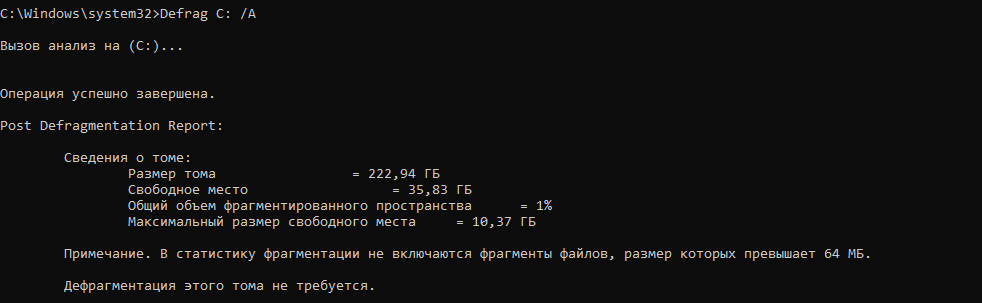 C:\Windows\system32>Defrag C: /A
Вызов анализ на (C:)...
Операция успешно завершена.
Post Defragmentation Report:
Сведения о томе:
Размер тома = 222,94 ГБ
Свободное место = 35,83 ГБ
Общий объем фрагментированного пространства = 1%
Максимальный размер свободного места = 10,37 ГБ
Примечание. В статистику фрагментации не включаются фрагменты файлов, размер которых превышает 64 МБ.
Дефрагментация этого тома не требуется.